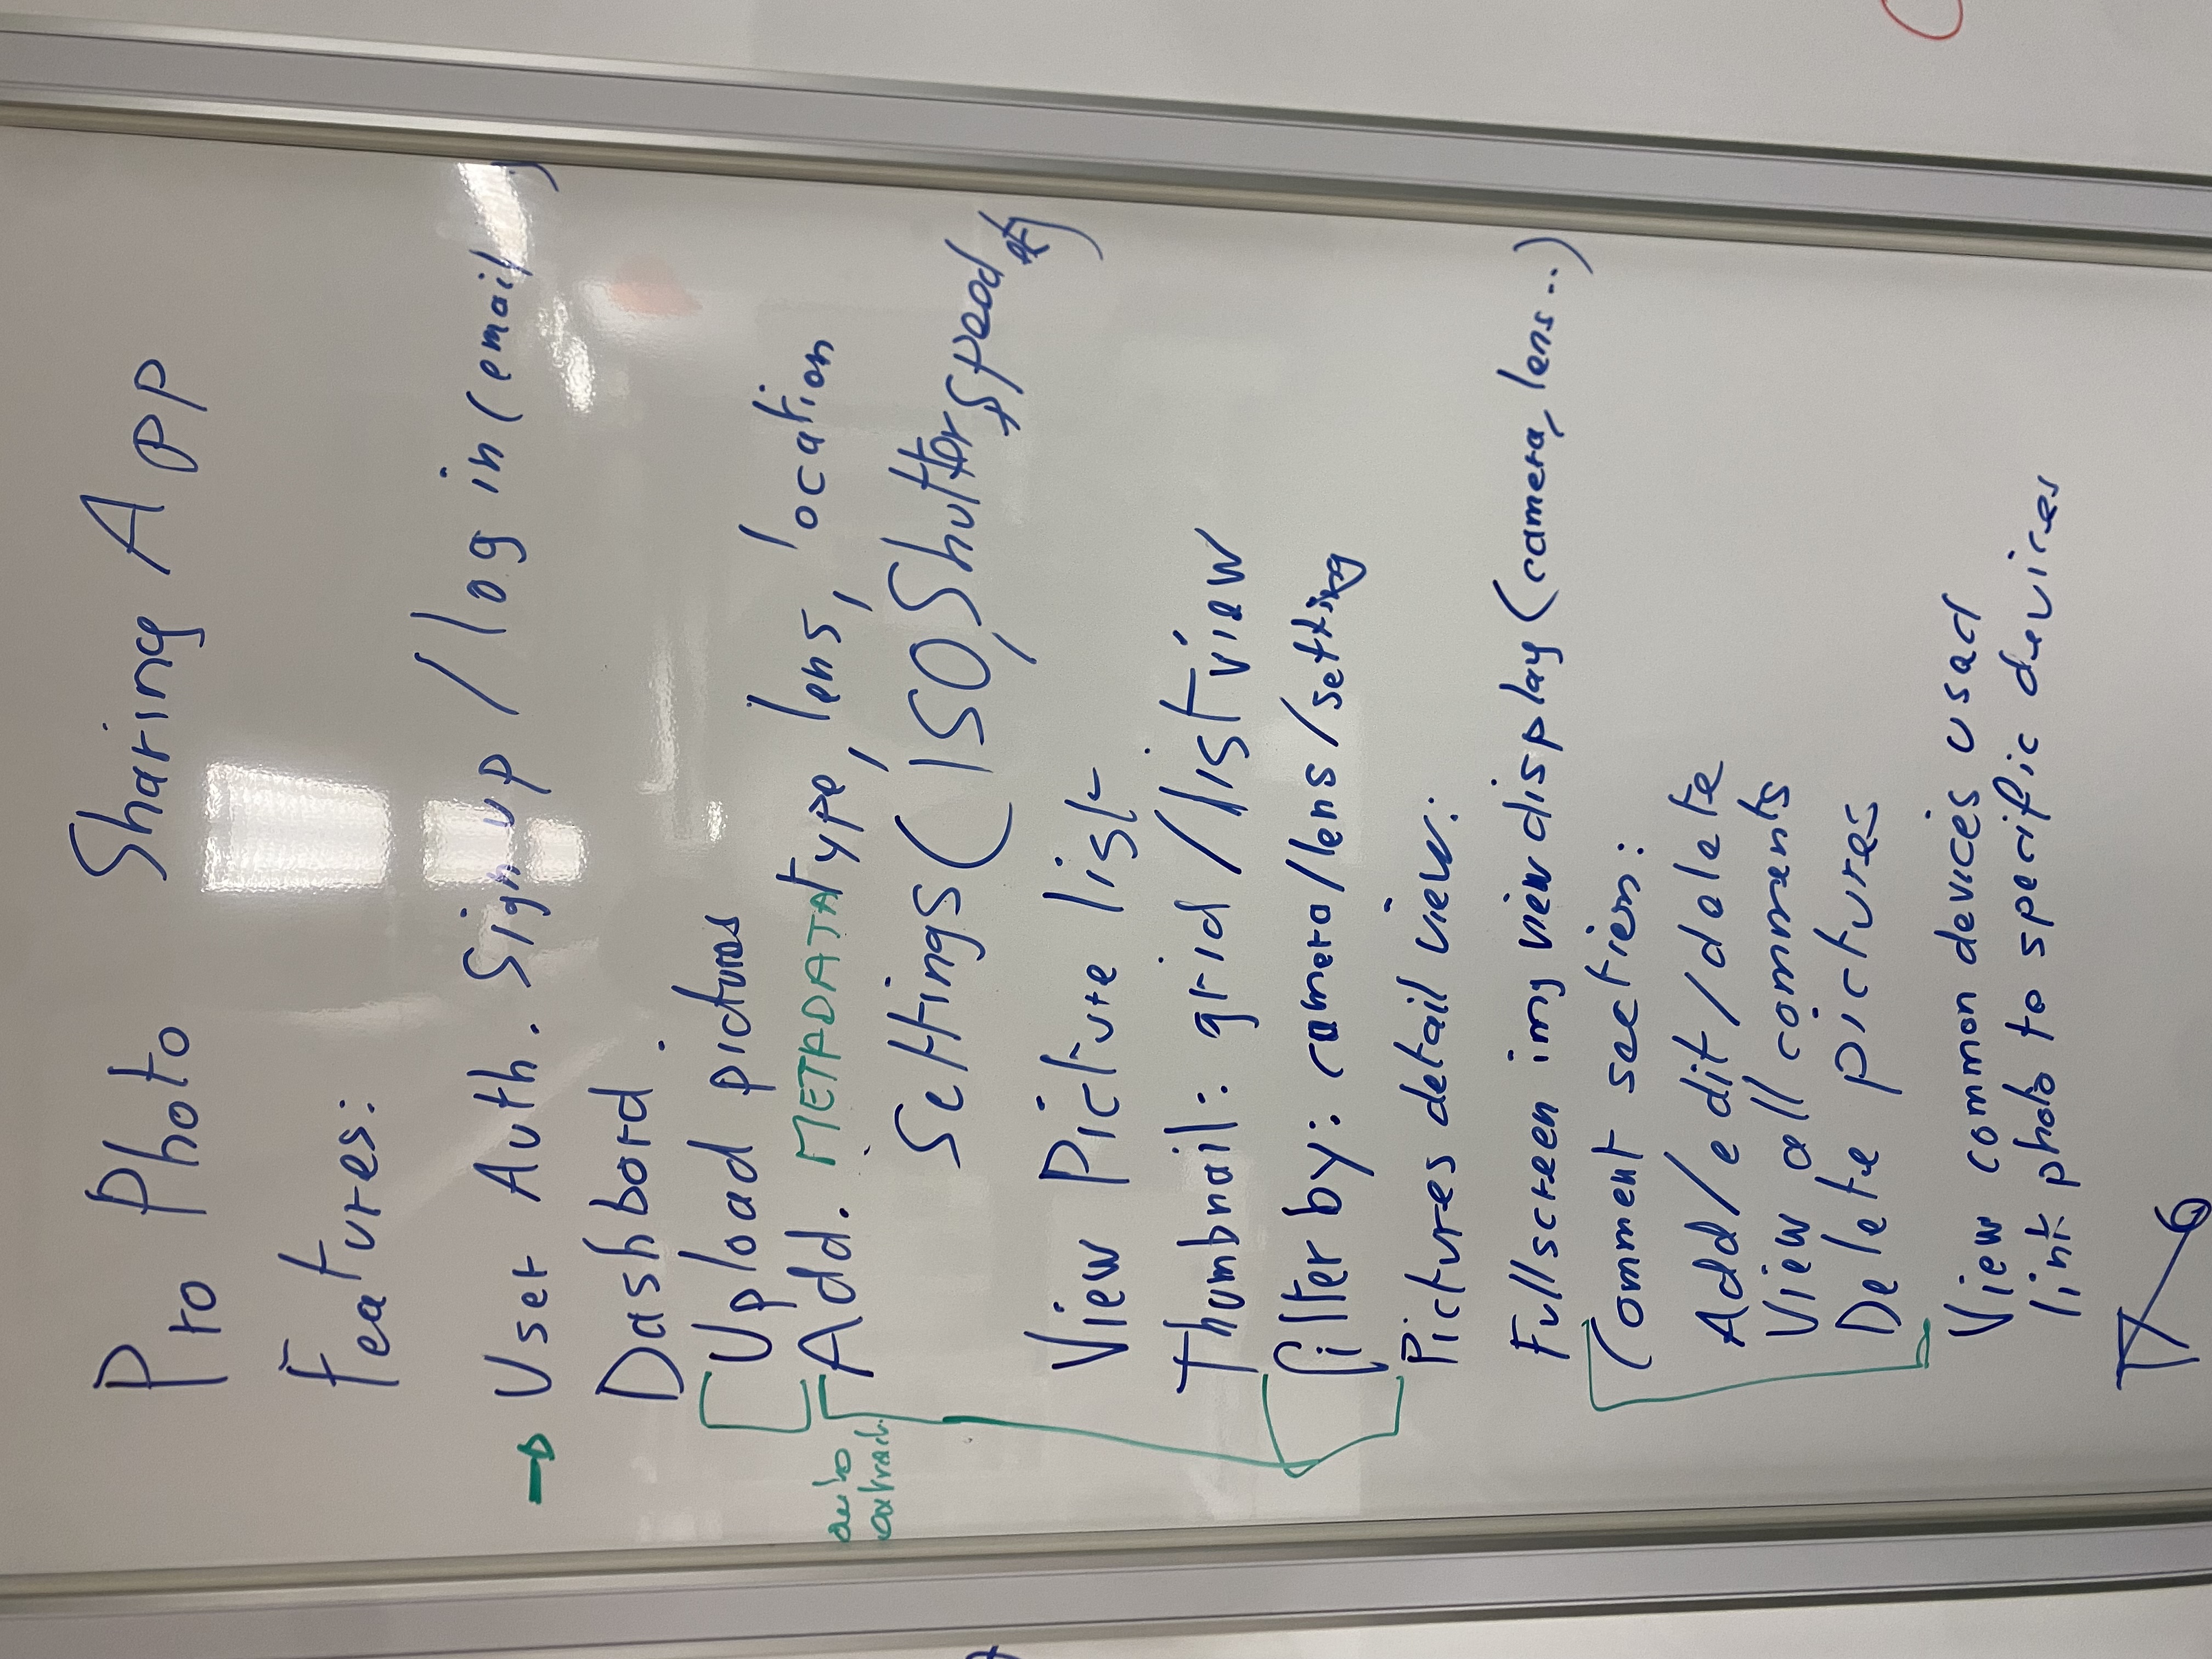 Pro Photo Sharing App
Features:
User Auth. Sign up / log in (email )
Dashbord.
Upload pictures
Add. METADATA type, lens, location
auto
extract
Settings ( ISO, Shutter speed etc)
View Picture list
Thumbnail: grid / list view
filter by: camera/lens/setting
Pictures detail view:
Fullscreen img view display (camera, lens..)
Comment section:
Add/edit/delete
View all comments
Delete pictures
View common devices used
link photo to specific devices